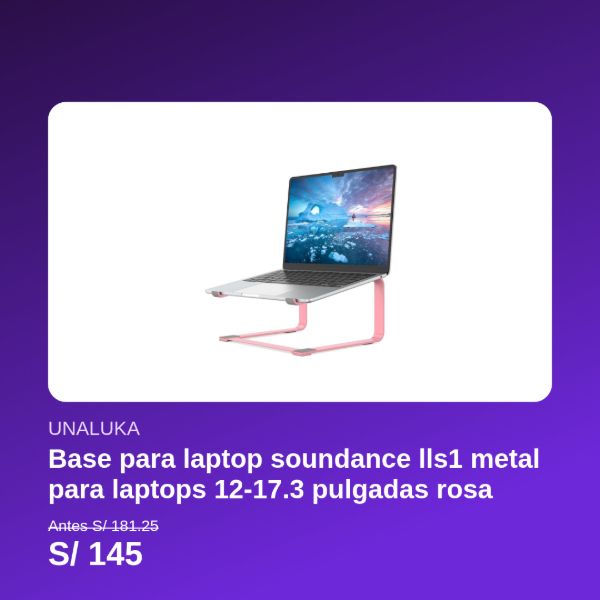 UNALUKA
Base para laptop soundance lls1 metal
para laptops 12-17.3 pulgadas rosa
Antes S/ 181.25
S/ 145